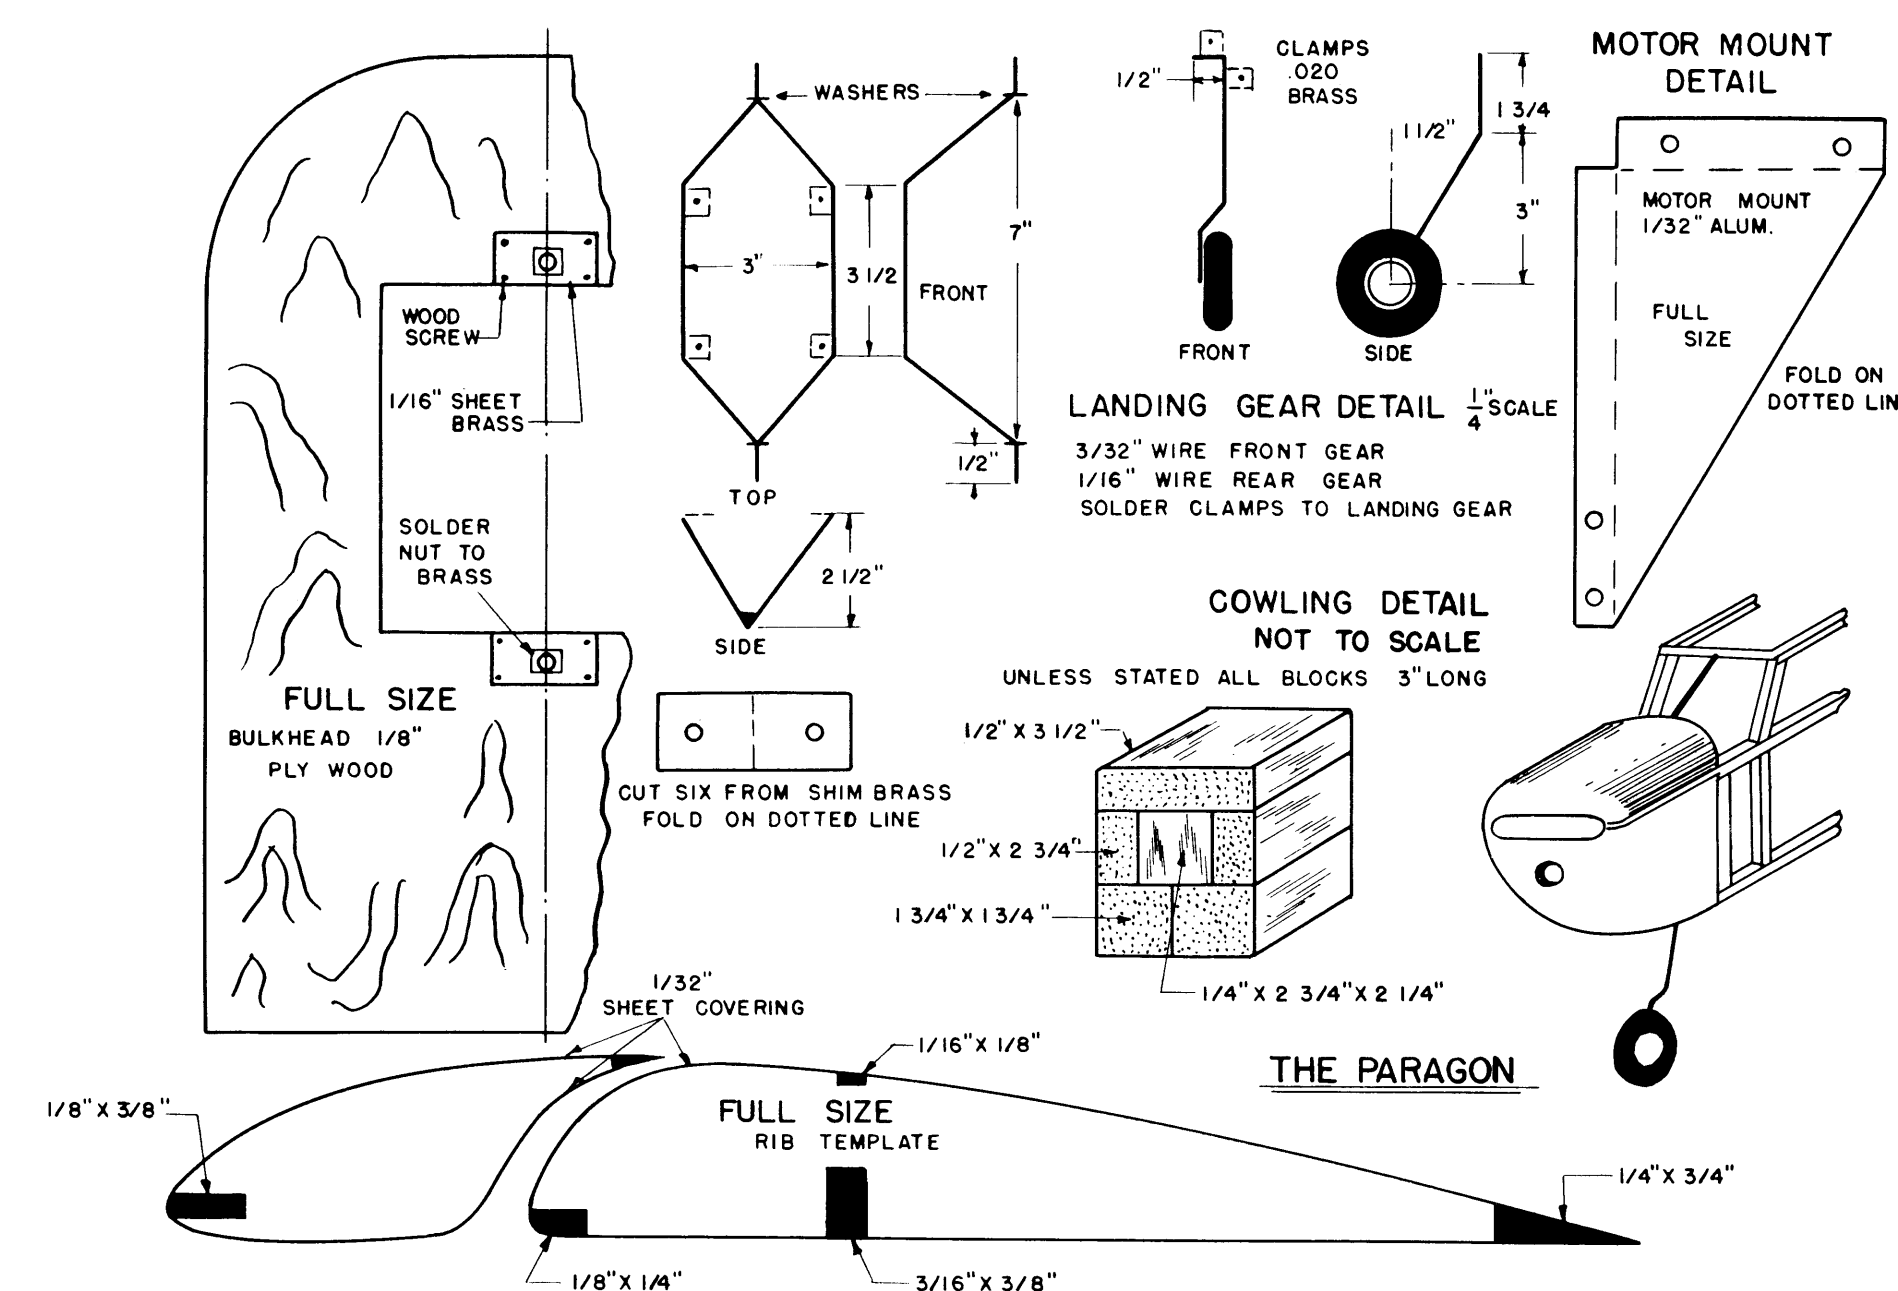 WOOD
SCREW
1/16" SHEET
BRASS
SOLDER
NUT TO
BRASS
FULL SIZE
BULKHEAD 1/8"
PLY WOOD
WASHERS
3"
3 1/2
FRONT
7"
1/2"
TOP
2 1/2"
SIDE
CUT SIX FROM SHIM BRASS
FOLD ON DOTTED LINE
1/2"
CLAMPS
.020
BRASS
1 1/2"
1 3/4
3"
FRONT
SIDE
LANDING GEAR DETAIL 1/4" SCALE
3/32" WIRE FRONT GEAR
1/16" WIRE REAR GEAR
SOLDER CLAMPS TO LANDING GEAR
MOTOR MOUNT
DETAIL
MOTOR MOUNT
1/32" ALUM.
FULL
SIZE
FOLD ON
DOTTED LIN
COWLING DETAIL
NOT TO SCALE
UNLESS STATED ALL BLOCKS 3" LONG
1/2" X 3 1/2"
1/2" X 2 3/4"
1 3/4" X 1 3/4"
1/4" X 2 3/4" X 2 1/4"
THE PARAGON
1/32"
SHEET COVERING
1/16" X 1/8"
1/8" X 3/8"
FULL SIZE
RIB TEMPLATE
1/4" X 3/4"
1/8" X 1/4"
3/16" X 3/8"